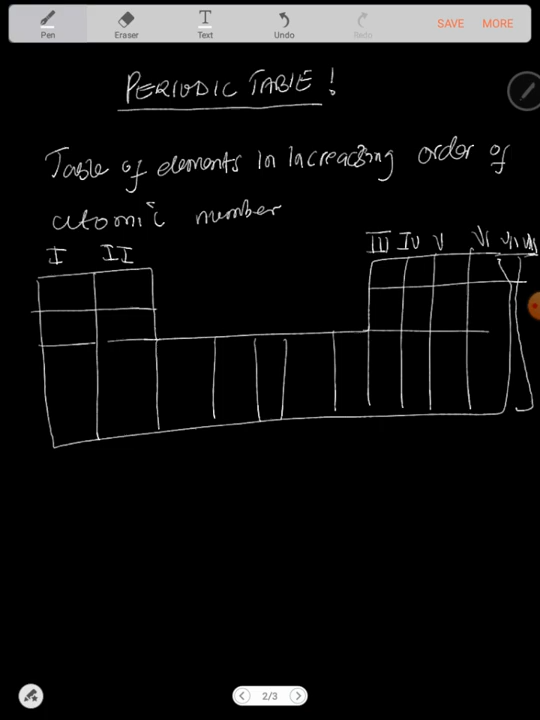 Pen Eraser Text Undo Redo SAVE MORE
PERIODIC TABLE !
Table of elements in Increasing order of
atomic number
I II III IV V VI VII VIII
2/3